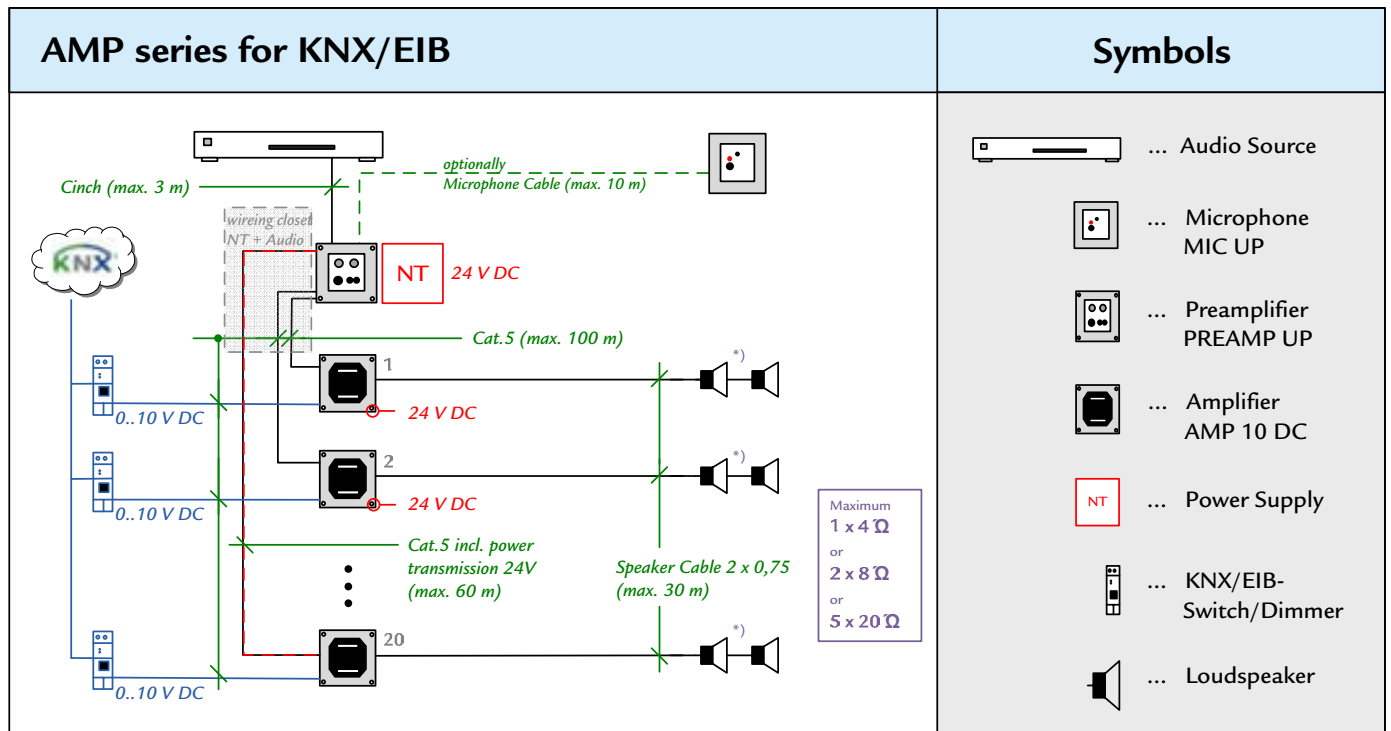 AMP series for KNX/EIB
Symbols
optionally
Microphone Cable (max. 10 m)
Cinch (max. 3 m)
wireing closet
NT + Audio
KNX
NT
24 V DC
Cat.5 (max. 100 m)
1
*)
0..10 V DC
24 V DC
2
*)
0..10 V DC
24 V DC
Cat.5 incl. power
transmission 24V
(max. 60 m)
Speaker Cable 2 x 0,75
(max. 30 m)
Maximum
1 x 4 Ω
or
2 x 8 Ω
or
5 x 20 Ω
20
*)
0..10 V DC
... Audio Source
... Microphone
MIC UP
... Preamplifier
PREAMP UP
... Amplifier
AMP 10 DC
NT ... Power Supply
... KNX/EIB-
Switch/Dimmer
... Loudspeaker